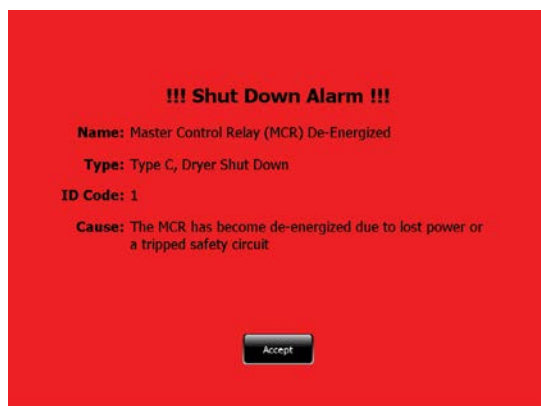 !!! Shut Down Alarm !!!
Name: Master Control Relay (MCR) De-Energized
Type: Type C, Dryer Shut Down
ID Code: 1
Cause: The MCR has become de-energized due to lost power or
a tripped safety circuit
Accept